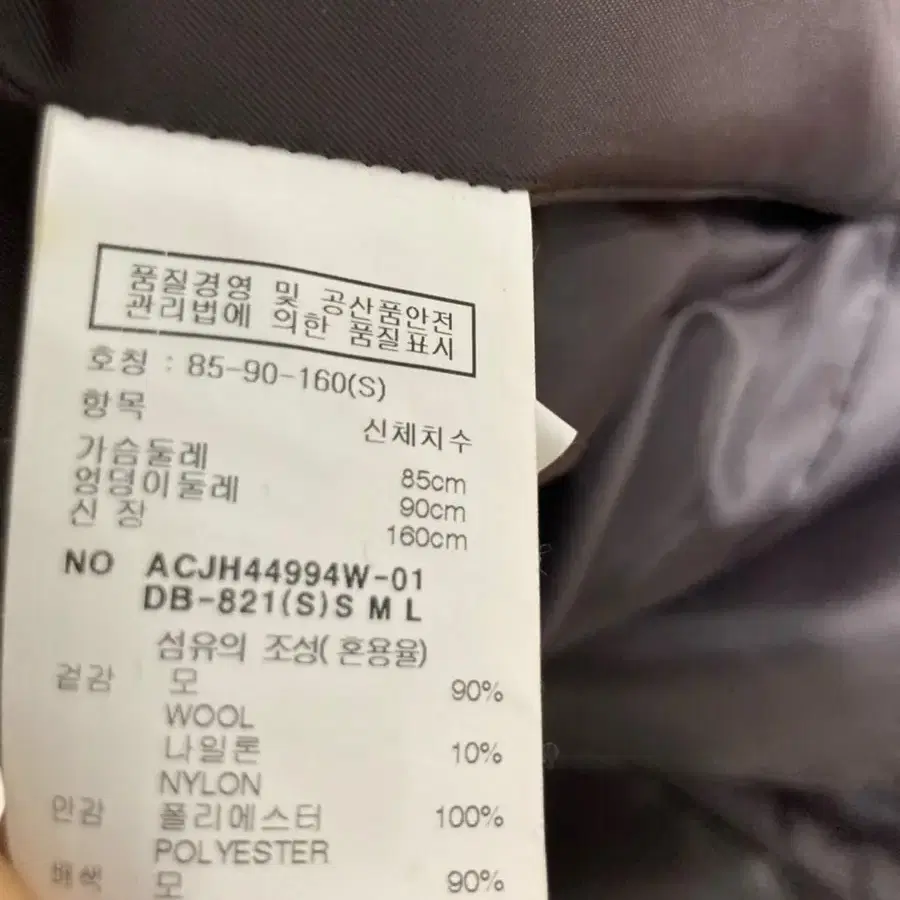 품질경영 및 공산품안전
관리법에 의한 품질표시
호칭 : 85-90-160(S)
항목 신체치수
가슴둘레 85cm
엉덩이둘레 90cm
신 장 160cm
NO ACJH44994W-01
DB-821(S)S M L
섬유의 조성(혼용율)
겉감 모 90%
WOOL
나일론 10%
NYLON
안감 폴리에스터 100%
POLYESTER
배색 모 90%